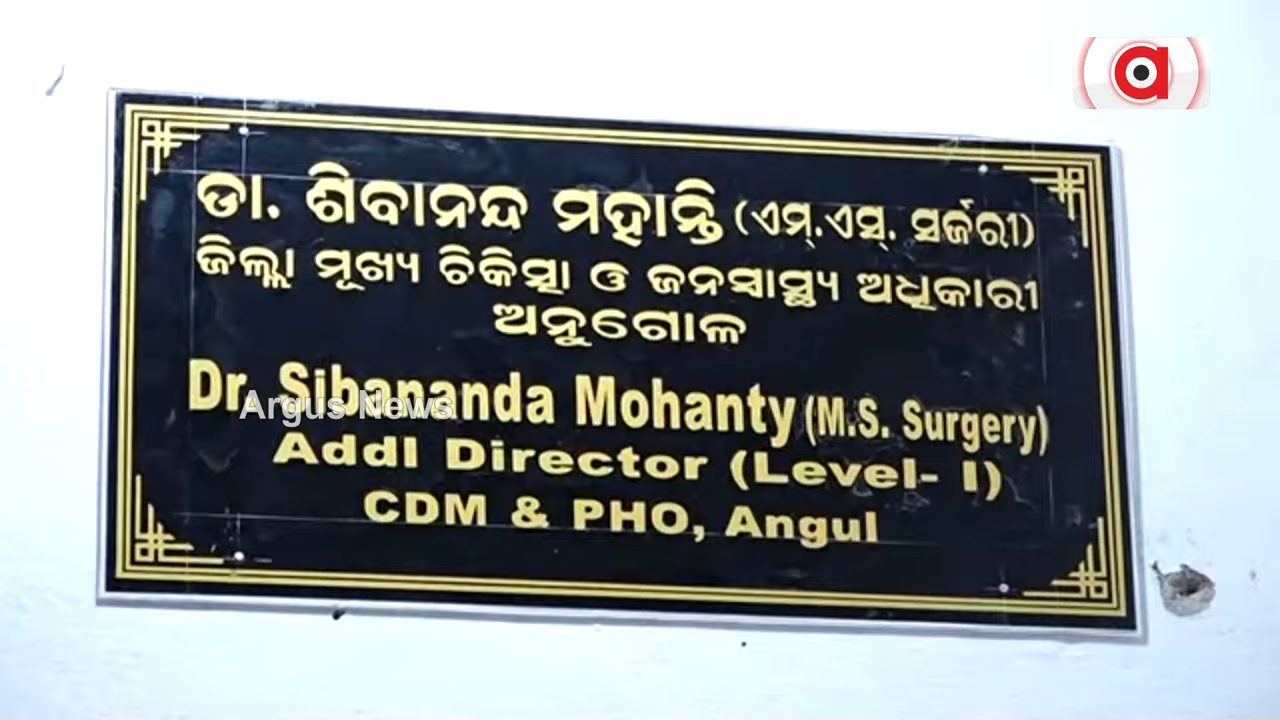 ଡା. ଶିବାନନ୍ଦ ମହାନ୍ତି (ଏମ୍.ଏସ୍. ସର୍ଜରୀ)
ଜିଲ୍ଲା ମୂଖ୍ୟ ଚିକିତ୍ସା ଓ ଜନସ୍ୱାସ୍ଥ୍ୟ ଅଧିକାରୀ
ଅନୁଗୋଳ
Dr. Sibananda Mohanty (M.S. Surgery)
Argus News
Addl Director (Level- I)
CDM & PHO, Angul